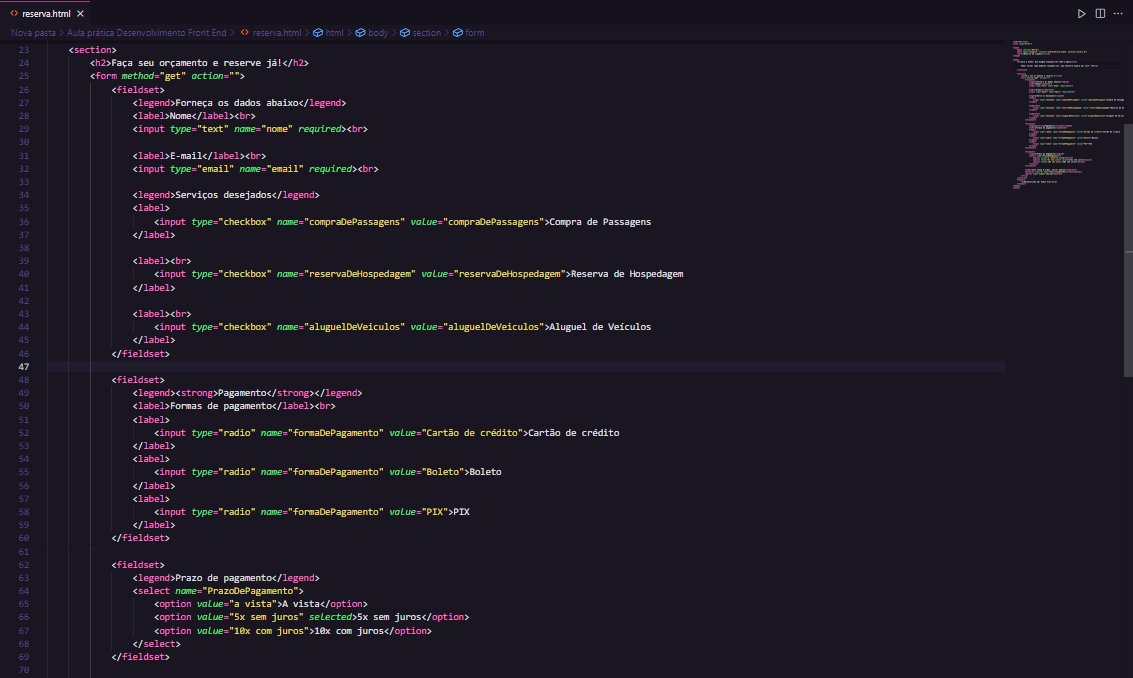 reserva.html
Nova pasta > Aula prática Desenvolvimento Front End > reserva.html > html > body > section > form
23 <section>
24 <h2>Faça seu orçamento e reserve já!</h2>
25 <form method="get" action="">
26 <fieldset>
27 <legend>Forneça os dados abaixo</legend>
28 <label>Nome</label><br>
29 <input type="text" name="nome" required><br>
30
31 <label>E-mail</label><br>
32 <input type="email" name="email" required><br>
33
34 <legend>Serviços desejados</legend>
35 <label>
36 <input type="checkbox" name="compraDePassagens" value="compraDePassagens">Compra de Passagens
37 </label>
38
39 <label><br>
40 <input type="checkbox" name="reservaDeHospedagem" value="reservaDeHospedagem">Reserva de Hospedagem
41 </label>
42
43 <label><br>
44 <input type="checkbox" name="aluguelDeVeiculos" value="aluguelDeVeiculos">Aluguel de Veículos
45 </label>
46 </fieldset>
47
48 <fieldset>
49 <legend><strong>Pagamento</strong></legend>
50 <label>Formas de pagamento</label><br>
51 <label>
52 <input type="radio" name="formaDePagamento" value="Cartão de crédito">Cartão de crédito
53 </label>
54 <label>
55 <input type="radio" name="formaDePagamento" value="Boleto">Boleto
56 </label>
57 <label>
58 <input type="radio" name="formaDePagamento" value="PIX">PIX
59 </label>
60 </fieldset>
61
62 <fieldset>
63 <legend>Prazo de pagamento</legend>
64 <select name="PrazoDePagamento">
65 <option value="a vista">A vista</option>
66 <option value="5x sem juros" selected>5x sem juros</option>
67 <option value="10x com juros">10x com juros</option>
68 </select>
69 </fieldset>
70